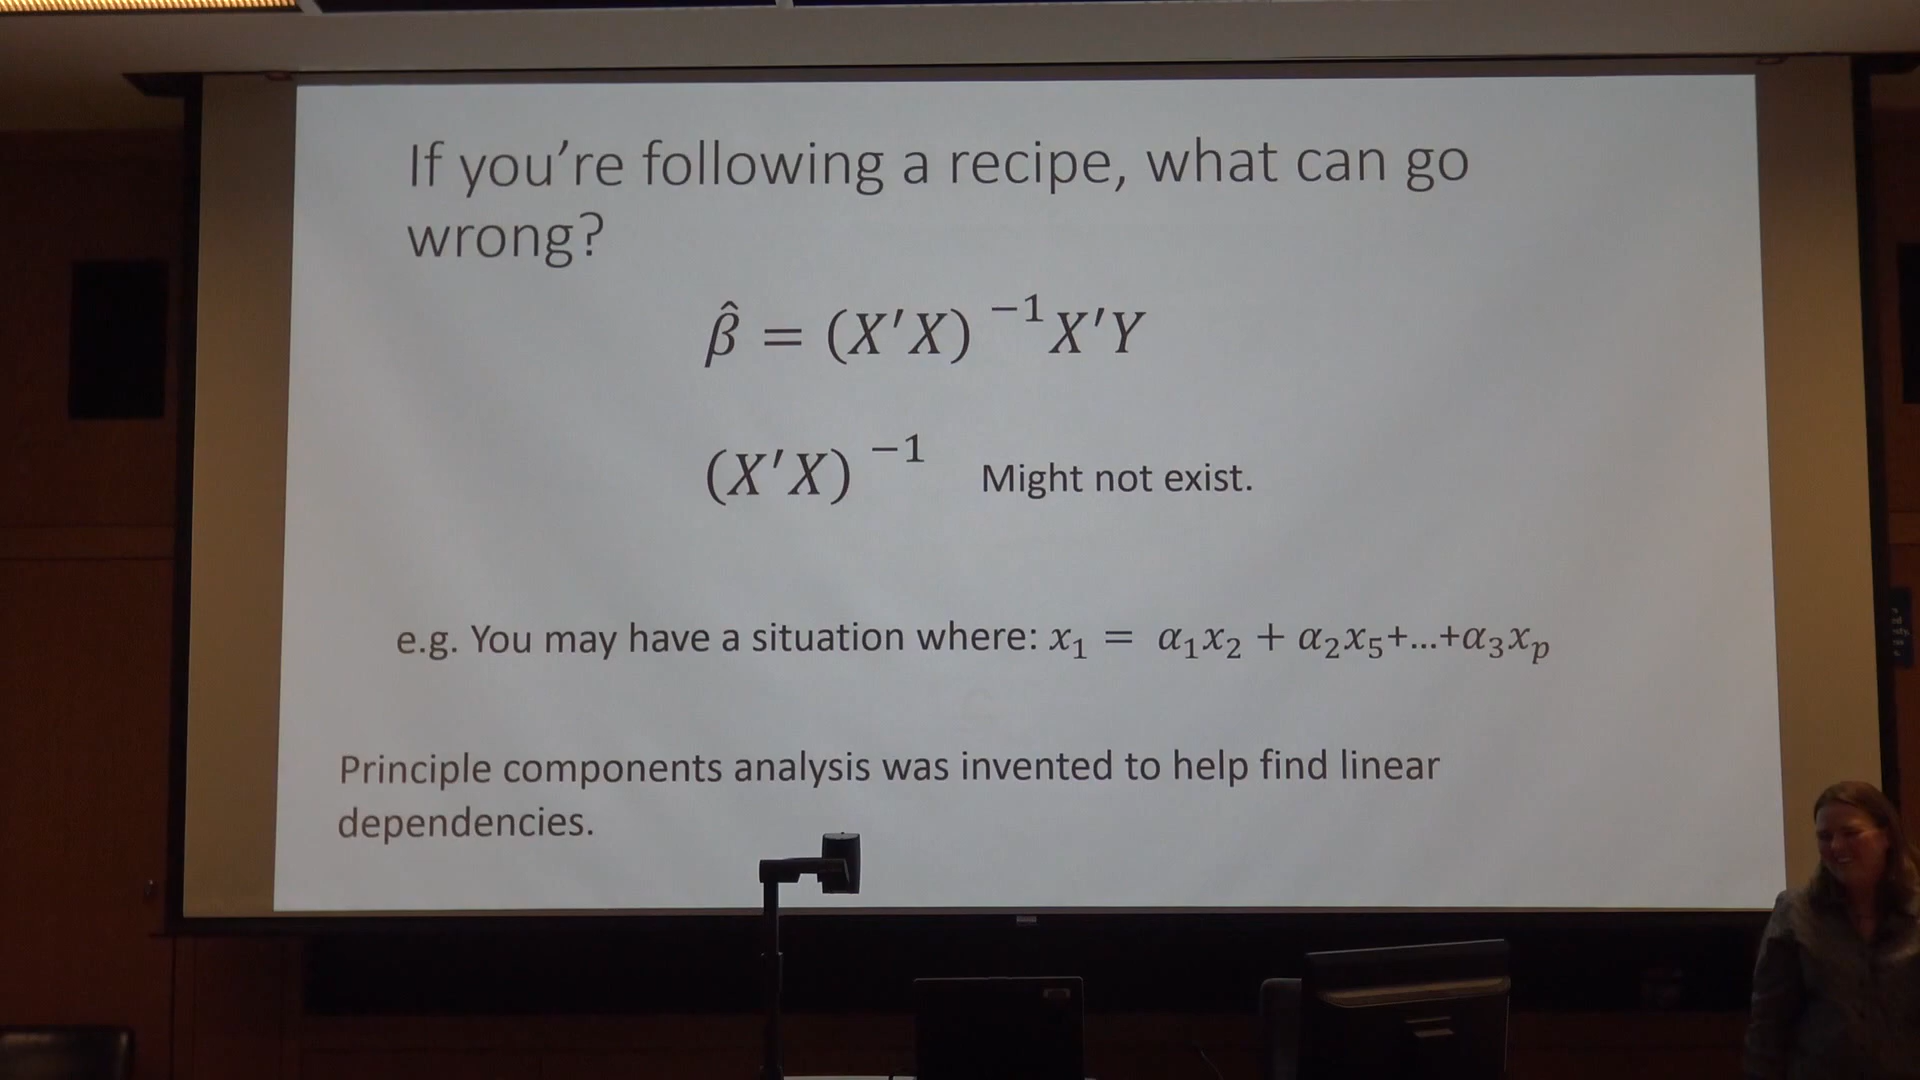 If you're following a recipe, what can go
wrong?
β̂ = (X'X) ⁻¹X'Y
(X'X) ⁻¹ Might not exist.
e.g. You may have a situation where: x₁ = α₁x₂ + α₂x₅+...+α₃xₚ
Principle components analysis was invented to help find linear
dependencies.